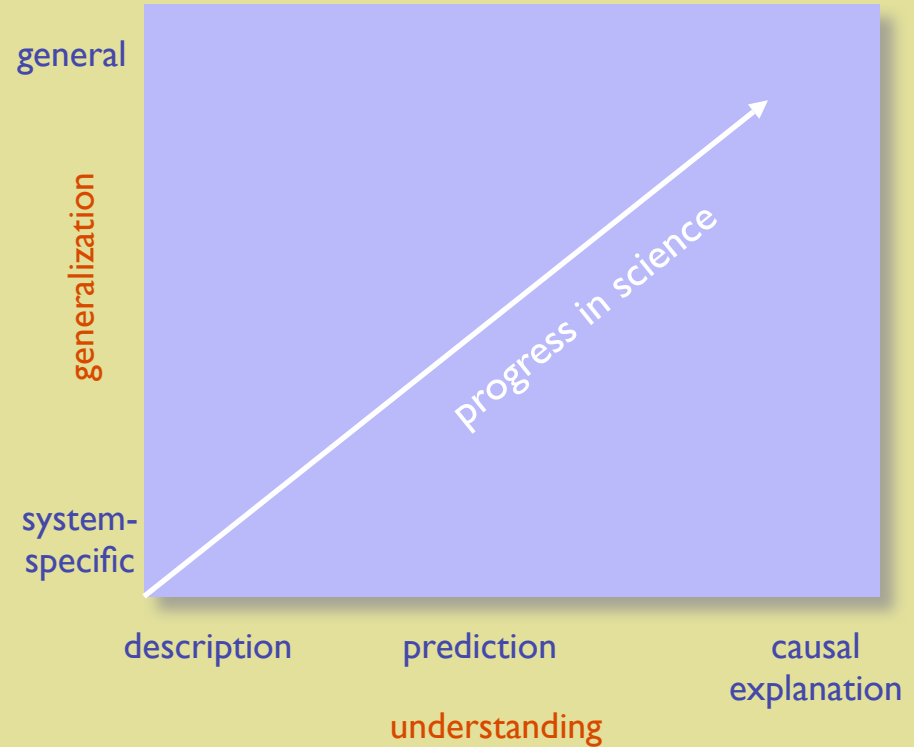 general
generalization
progress in science
system-
specific
description
prediction
causal
explanation
understanding